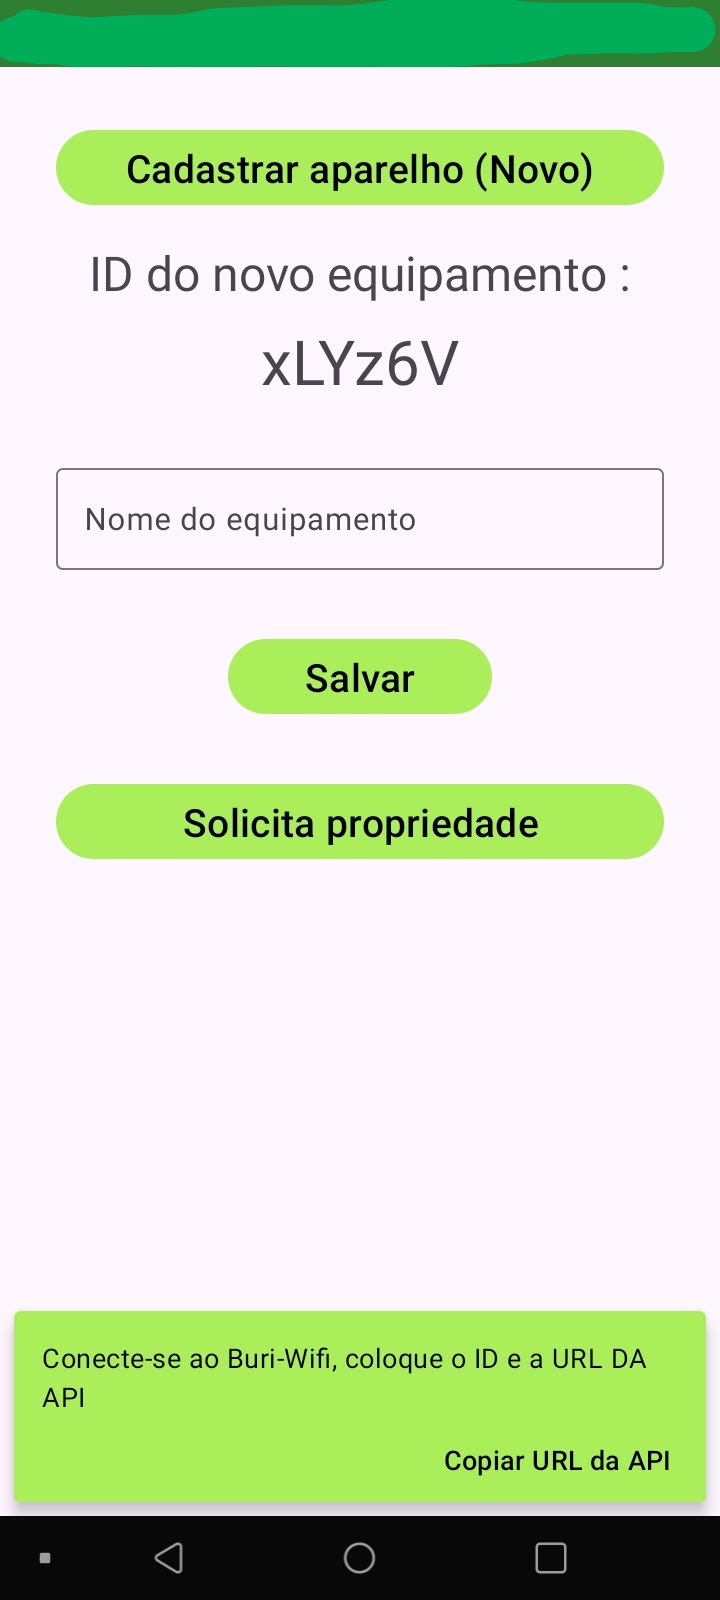 Cadastrar aparelho (Novo)
ID do novo equipamento :
xLYz6V
Nome do equipamento
Salvar
Solicita propriedade
Conecte-se ao Buri-Wifi, coloque o ID e a URL DA
API
Copiar URL da API